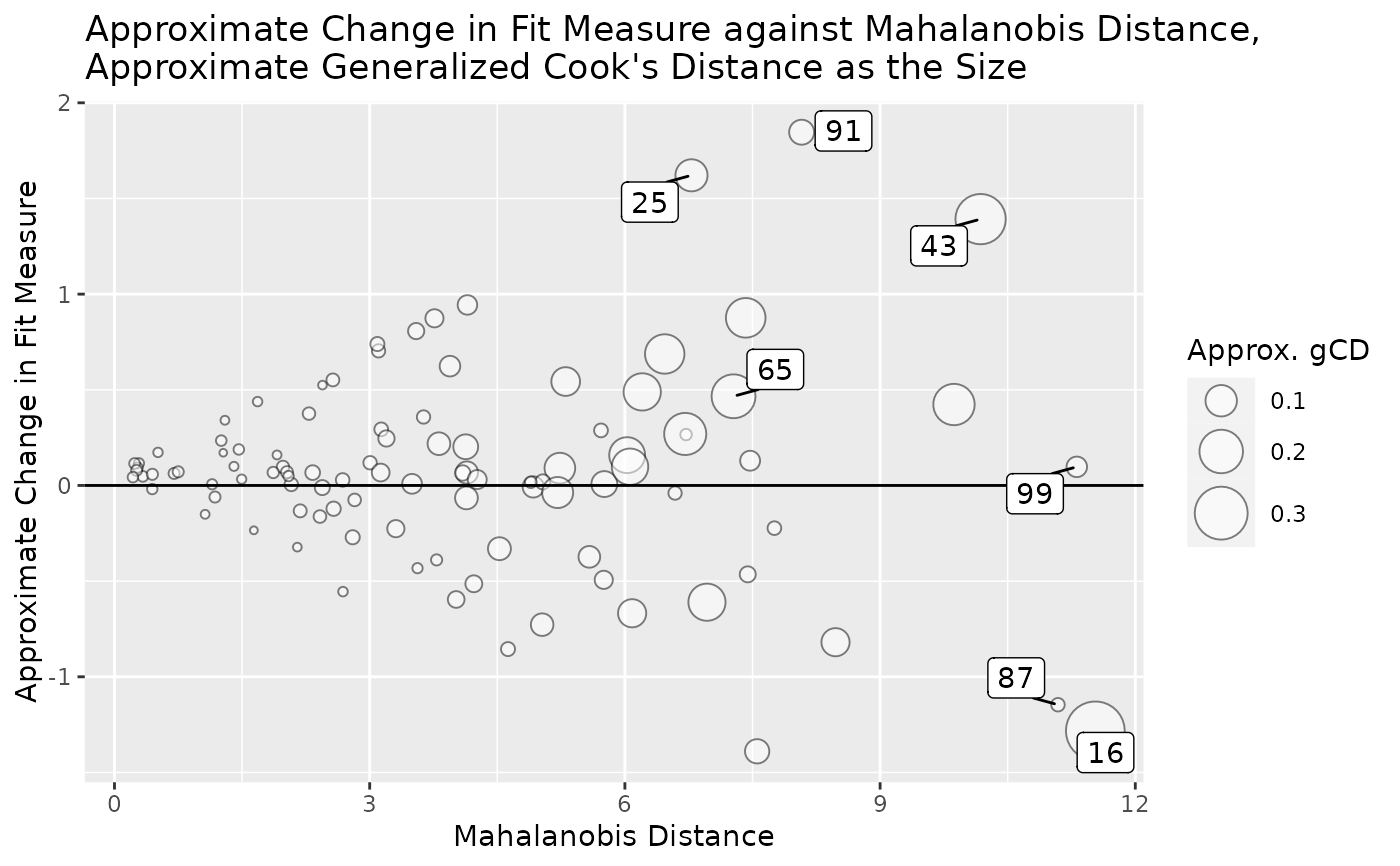 Approximate Change in Fit Measure against Mahalanobis Distance,
Approximate Generalized Cook's Distance as the Size
Approximate Change in Fit Measure
2
1
0
-1
91
25
43
65
99
87
16
0 3 6 9 12
Mahalanobis Distance
Approx. gCD
0.1
0.2
0.3